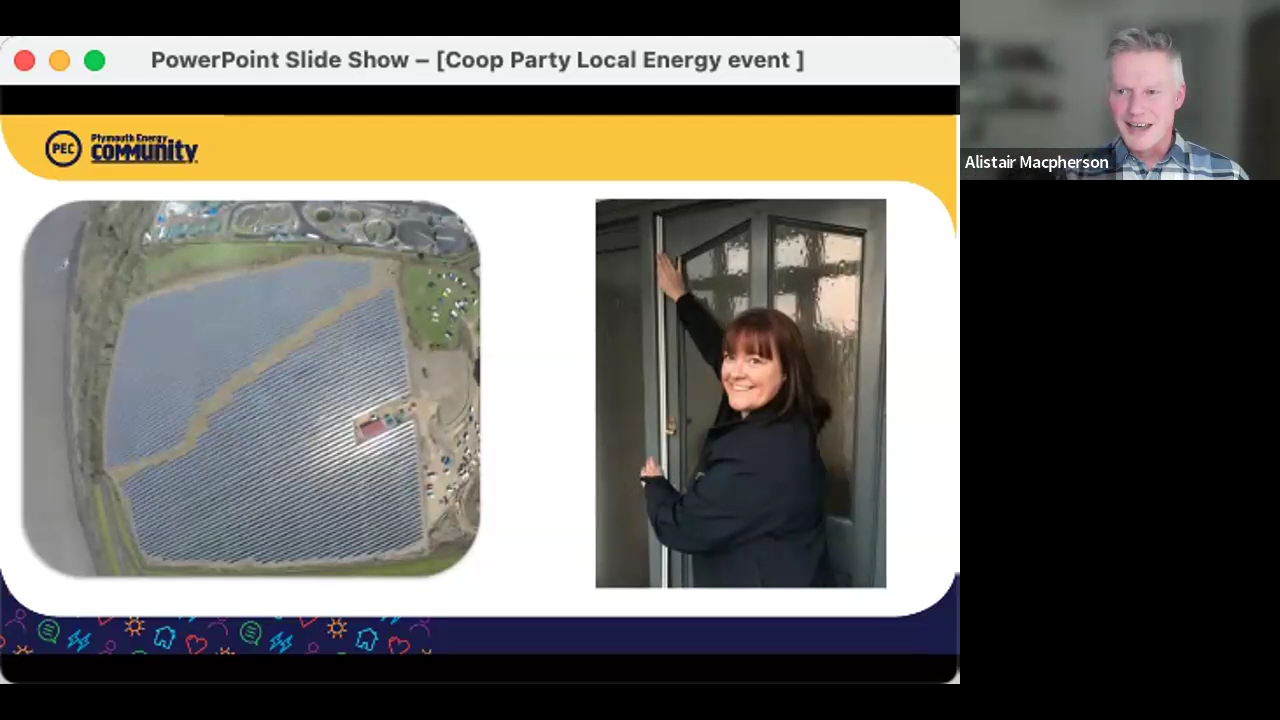 PowerPoint Slide Show – [Coop Party Local Energy event ]
PEC
Plymouth Energy
community
Alistair Macpherson